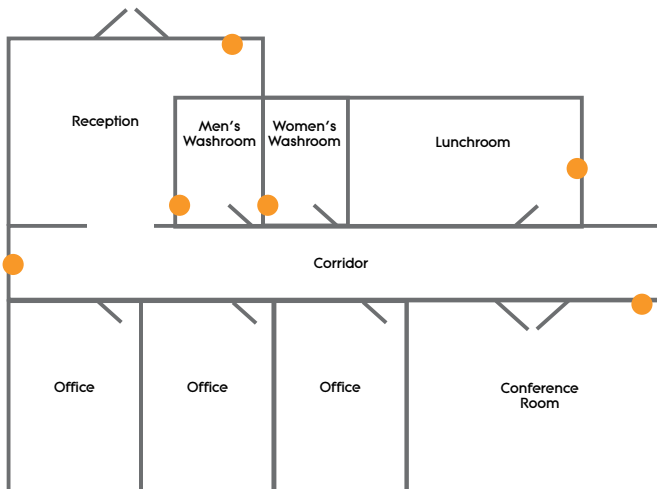 Reception
Men's
Washroom
Women's
Washroom
Lunchroom
Corridor
Office
Office
Office
Conference
Room